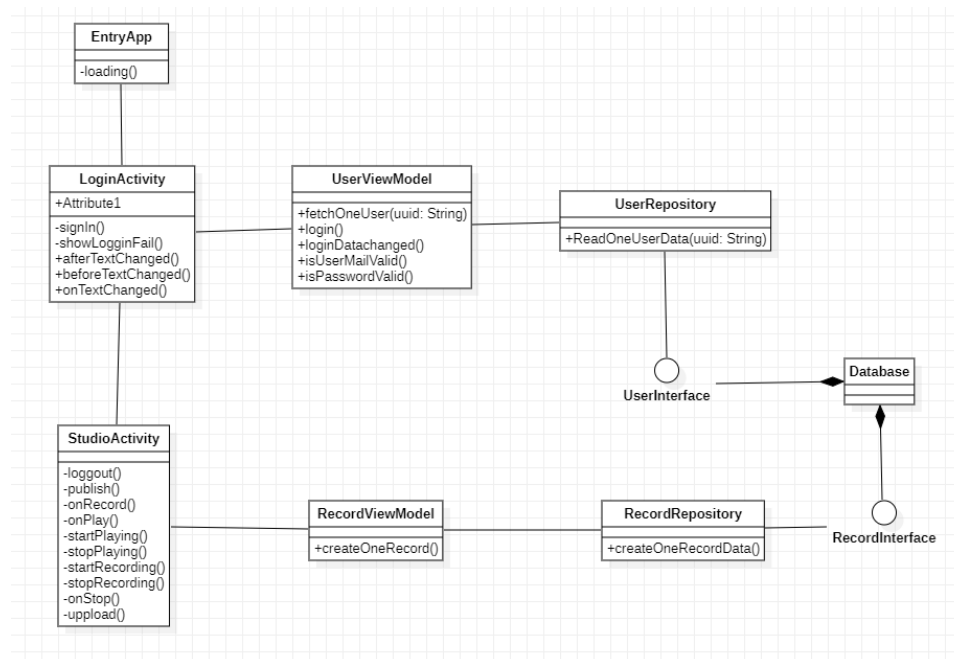 EntryApp
-loading()
LoginActivity
+Attribute1
-signIn()
-showLogginFail()
+afterTextChanged()
+beforeTextChanged()
+onTextChanged()
UserViewModel
+fetchOneUser(uuid: String)
+login()
+loginDatachanged()
+isUserMailValid()
+isPasswordValid()
UserRepository
+ReadOneUserData(uuid: String)
UserInterface
Database
StudioActivity
-loggout()
-publish()
-onRecord()
-onPlay()
-startPlaying()
-stopPlaying()
-startRecording()
-stopRecording()
-onStop()
-uppload()
RecordViewModel
+createOneRecord()
RecordRepository
+createOneRecordData()
RecordInterface